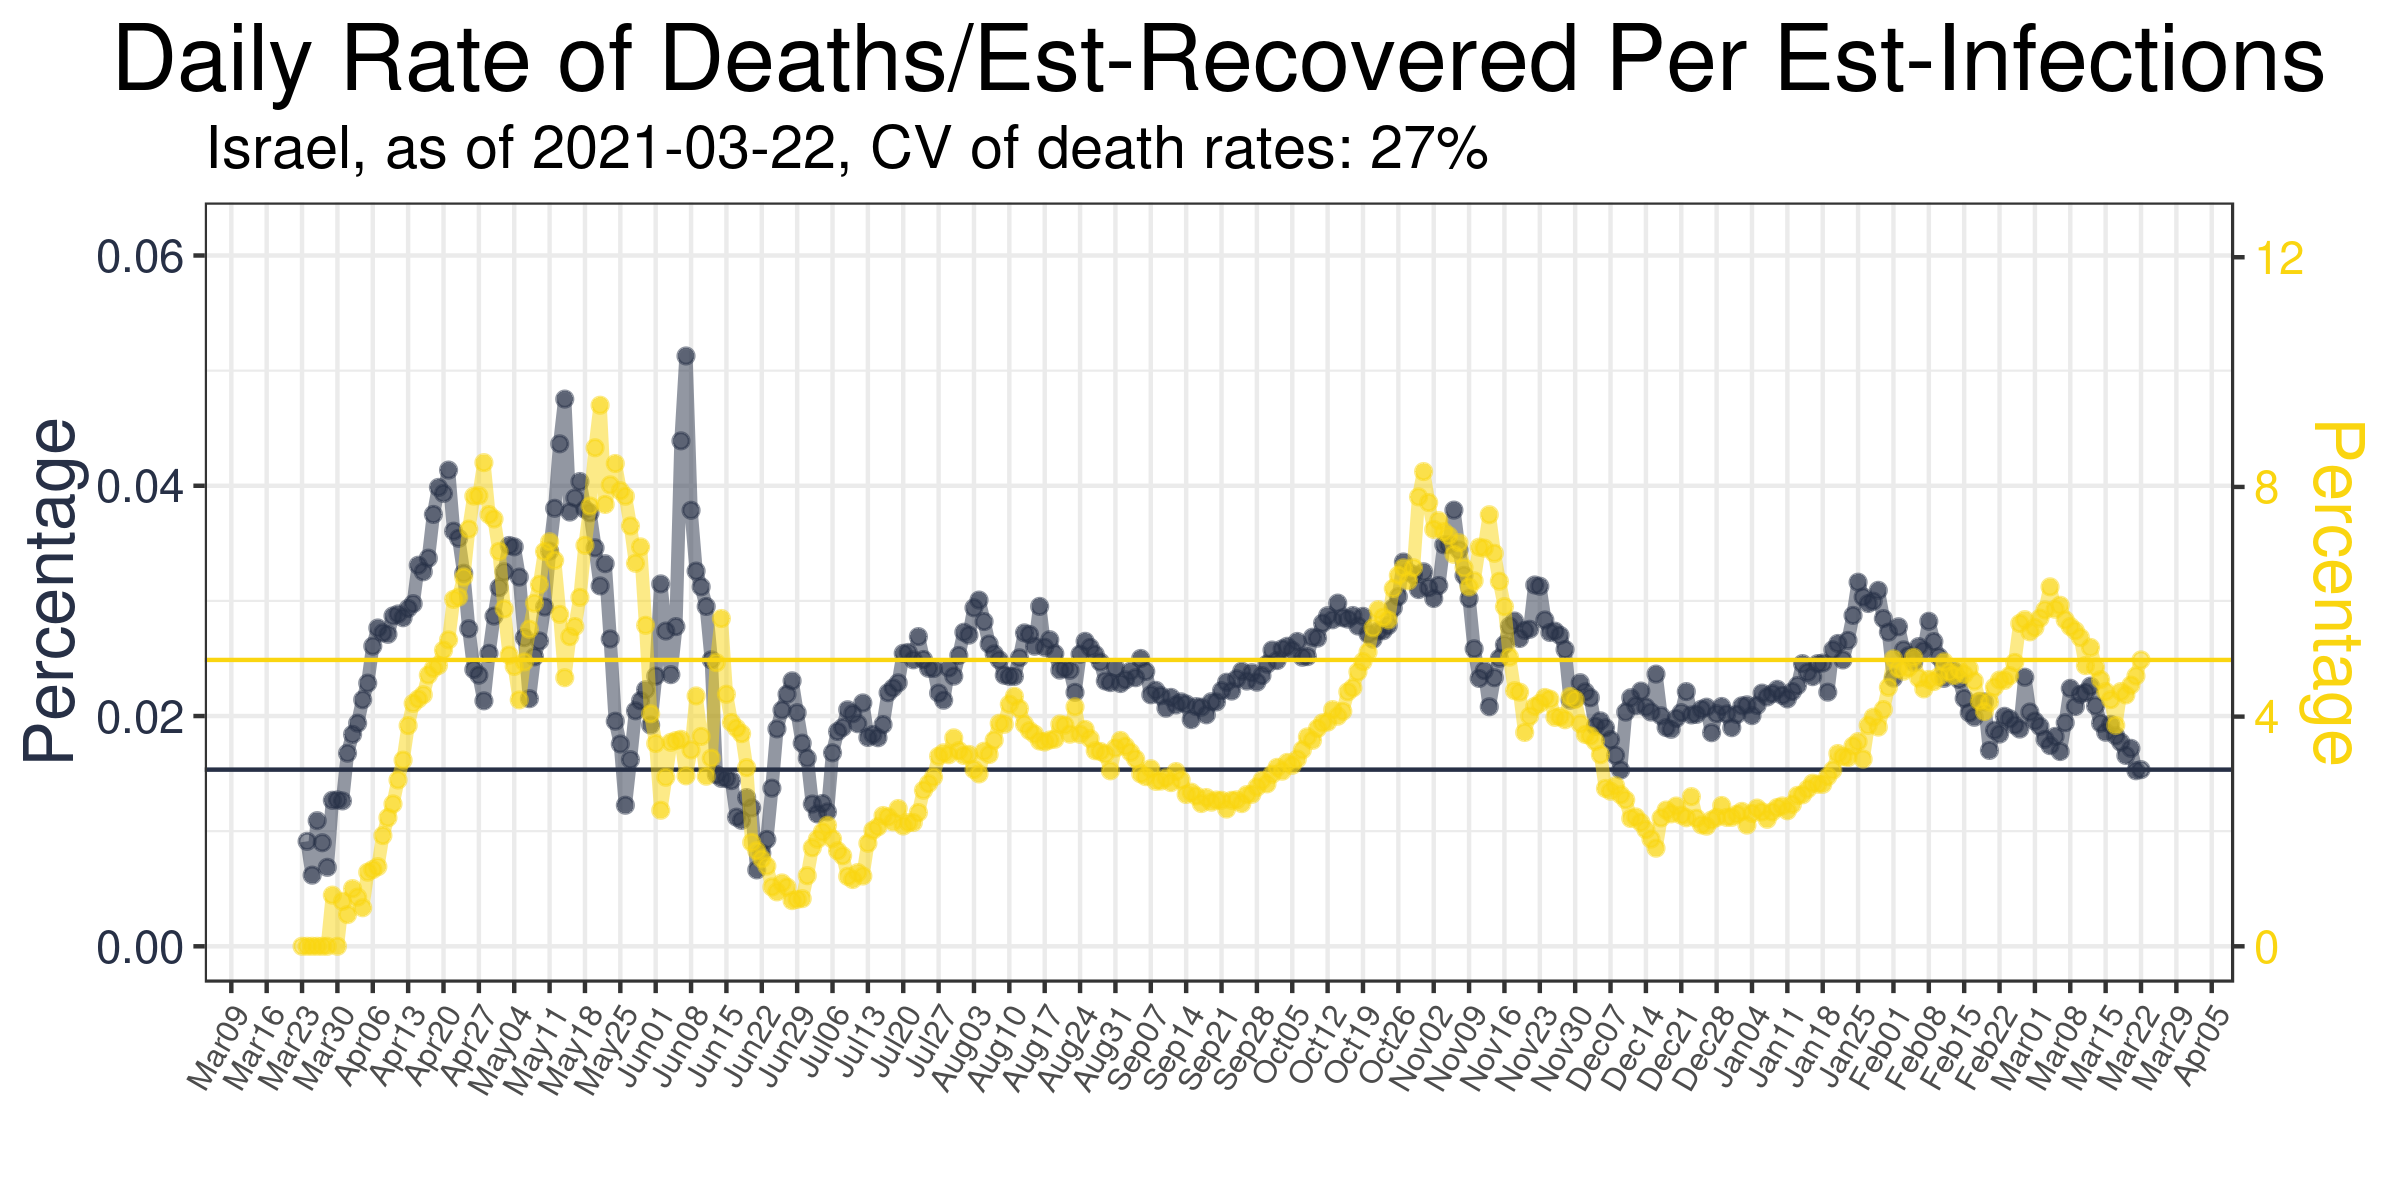 Daily Rate of Deaths/Est-Recovered Per Est-Infections
Israel, as of 2021-03-22, CV of death rates: 27%
Percentage
0.06
0.04
0.02
0.00
12
8
4
0
Percentage
Mar09
Mar16
Mar23
Mar30
Apr06
Apr13
Apr20
Apr27
May04
May11
May18
May25
Jun01
Jun08
Jun15
Jun22
Jun29
Jul06
Jul13
Jul20
Jul27
Aug03
Aug10
Aug17
Aug24
Aug31
Sep07
Sep14
Sep21
Sep28
Oct05
Oct12
Oct19
Oct26
Nov02
Nov09
Nov16
Nov23
Nov30
Dec07
Dec14
Dec21
Dec28
Jan04
Jan11
Jan18
Jan25
Feb01
Feb08
Feb15
Feb22
Mar01
Mar08
Mar15
Mar22
Mar29
Apr05